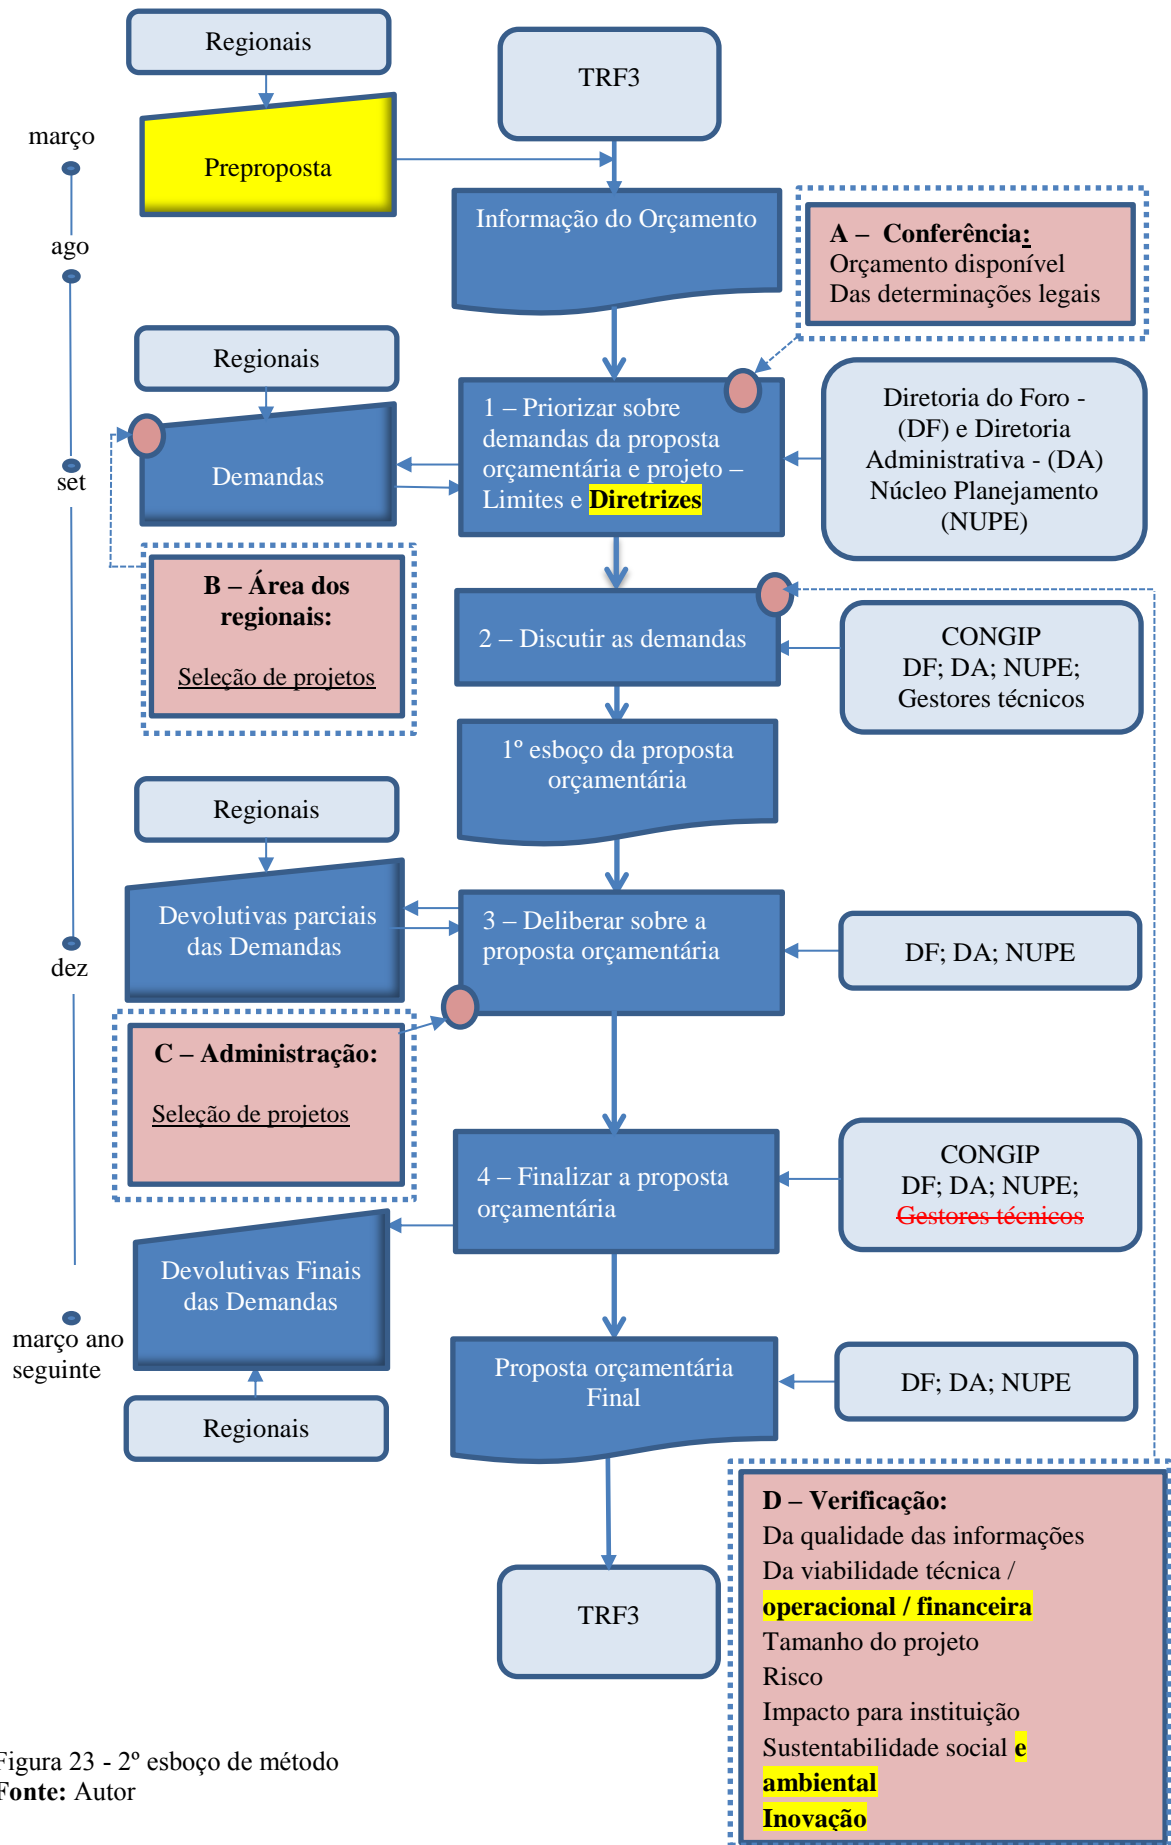 Regionais
TRF3
março
Preproposta
Informação do Orçamento
A – Conferência:
Orçamento disponível
Das determinações legais
ago
Regionais
1 – Priorizar sobre
demandas da proposta
orçamentária e projeto –
Limites e Diretrizes
Diretoria do Foro -
(DF) e Diretoria
Administrativa - (DA)
Núcleo Planejamento
(NUPE)
Demandas
set
B – Área dos
regionais:
Seleção de projetos
2 – Discutir as demandas
CONGIP
DF; DA; NUPE;
Gestores técnicos
1º esboço da proposta
orçamentária
Regionais
Devolutivas parciais
das Demandas
3 – Deliberar sobre a
proposta orçamentária
DF; DA; NUPE
dez
C – Administração:
Seleção de projetos
4 – Finalizar a proposta
orçamentária
CONGIP
DF; DA; NUPE;
Gestores técnicos
Devolutivas Finais
das Demandas
março ano
seguinte
Proposta orçamentária
Final
DF; DA; NUPE
Regionais
D – Verificação:
Da qualidade das informações
Da viabilidade técnica /
operacional / financeira
Tamanho do projeto
Risco
Impacto para instituição
Sustentabilidade social e
ambiental
Inovação
TRF3
Figura 23 - 2º esboço de método
Fonte: Autor